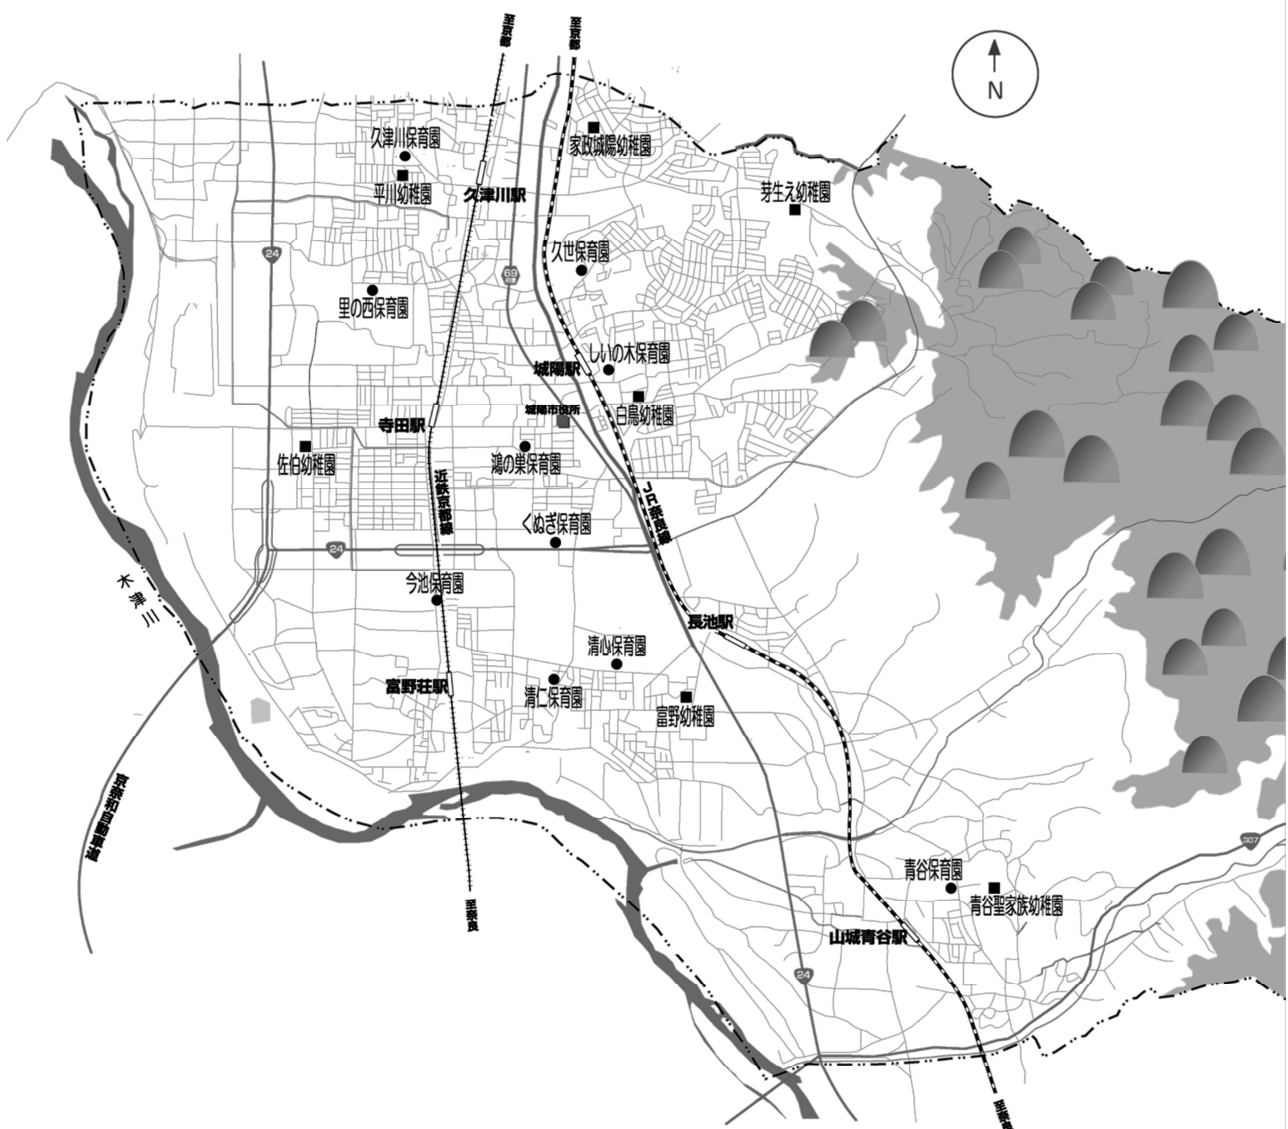 至京都
至京都
N
久津川保育園
家政城陽幼稚園
平川幼稚園
久津川駅
芽生え幼稚園
24
久世保育園
69
里の西保育園
しいの木保育園
城陽駅
城陽市役所
白鳥幼稚園
寺田駅
佐伯幼稚園
鴻の巣保育園
近鉄京都線
JR奈良線
くぬぎ保育園
24
今池保育園
木津川
長池駅
清心保育園
富野荘駅
清仁保育園
富野幼稚園
京奈和自動車道
307
青谷保育園
青谷聖家族幼稚園
至奈良
山城青谷駅
24
至奈良